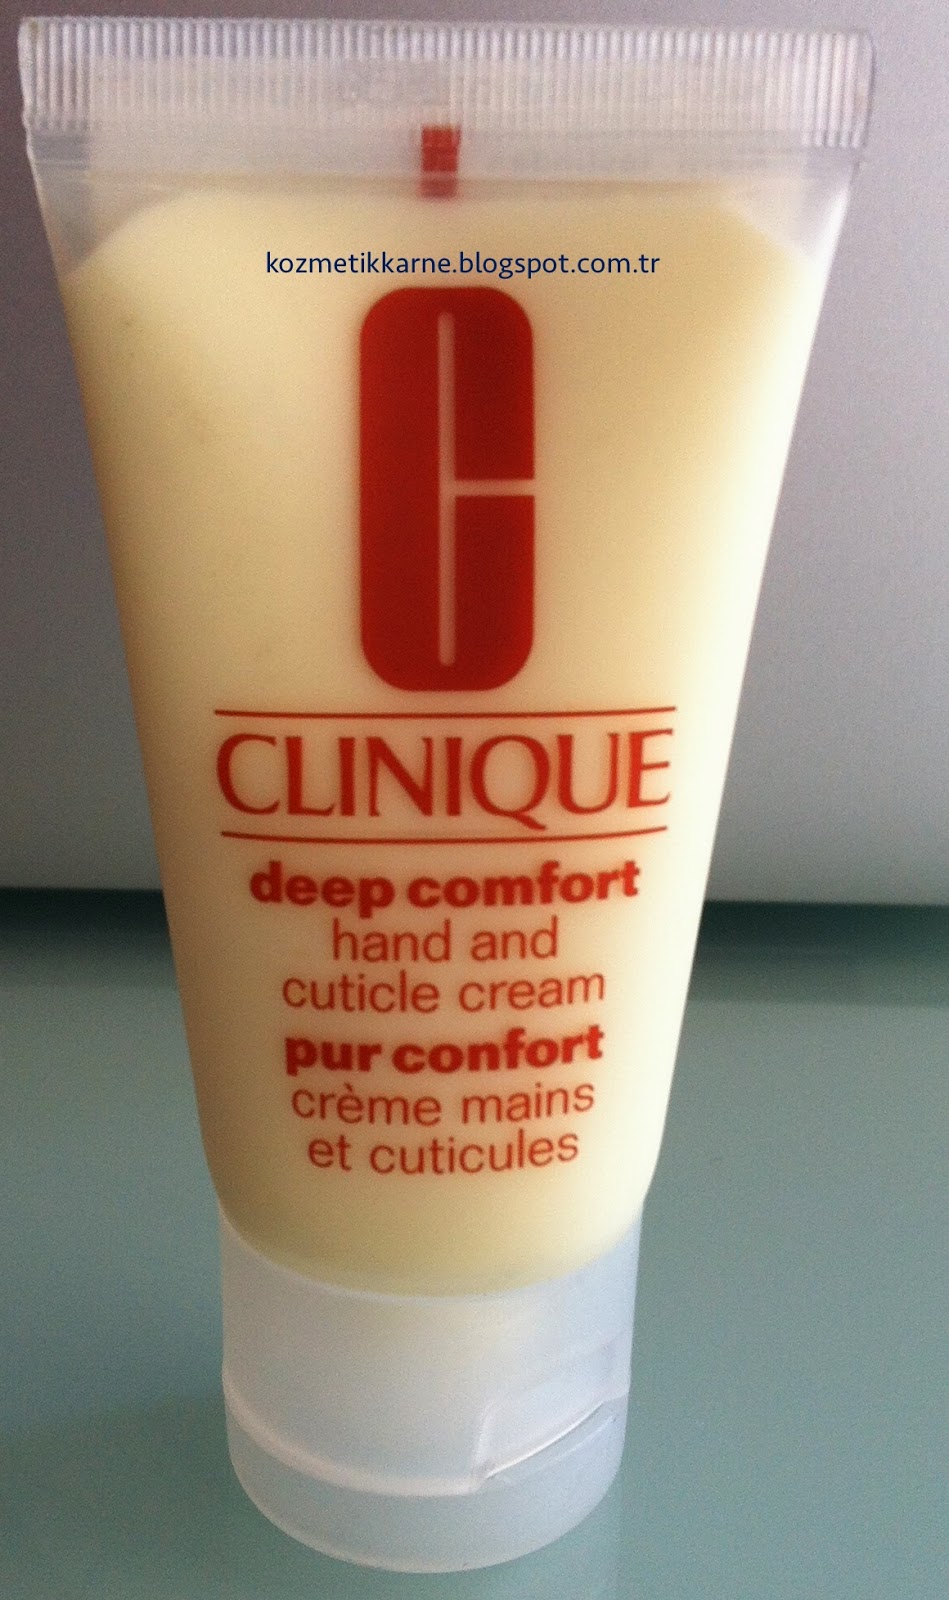 kozmetikkarne.blogspot.com.tr
C
CLINIQUE
deep comfort
hand and
cuticle cream
pur confort
crème mains
et cuticules